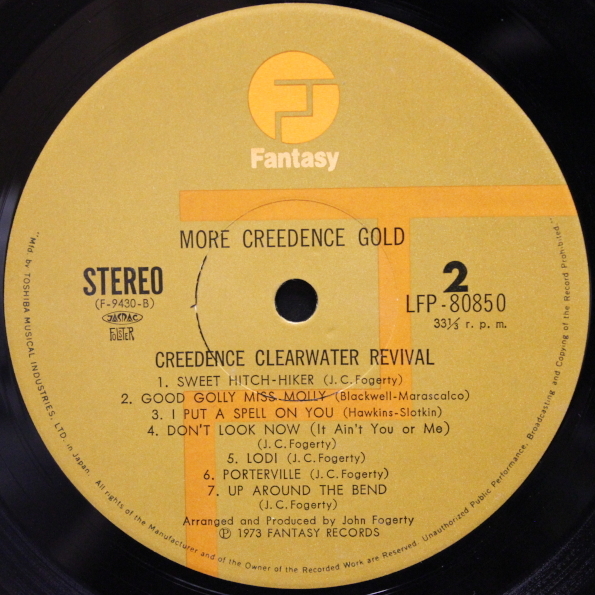 Fantasy
MORE CREEDENCE GOLD
STEREO
(F-9430-B)
JASRAC
2
LFP-80850
33⅓ r. p. m.
CREEDENCE CLEARWATER REVIVAL
1. SWEET HITCH-HIKER (J. C. Fogerty)
2. GOOD GOLLY MISS MOLLY (Blackwell-Marascalco)
3. I PUT A SPELL ON YOU (Hawkins-Slotkin)
4. DON'T LOOK NOW (It Ain't You or Me)
(J. C. Fogerty)
5. LODI (J. C. Fogerty)
6. PORTERVILLE (J. C. Fogerty)
7. UP AROUND THE BEND
(J. C. Fogerty)
Arranged and Produced by John Fogerty
Ⓟ 1973 FANTASY RECORDS
"Mfd by TOSHIBA MUSICAL INDUSTRIES, LTD. in Japan. All rights of the Manufacturer and of the Owner of the Recorded Work are Reserved. Unauthorized Public Performance, Broadcasting and Copying of the Record Prohibited."